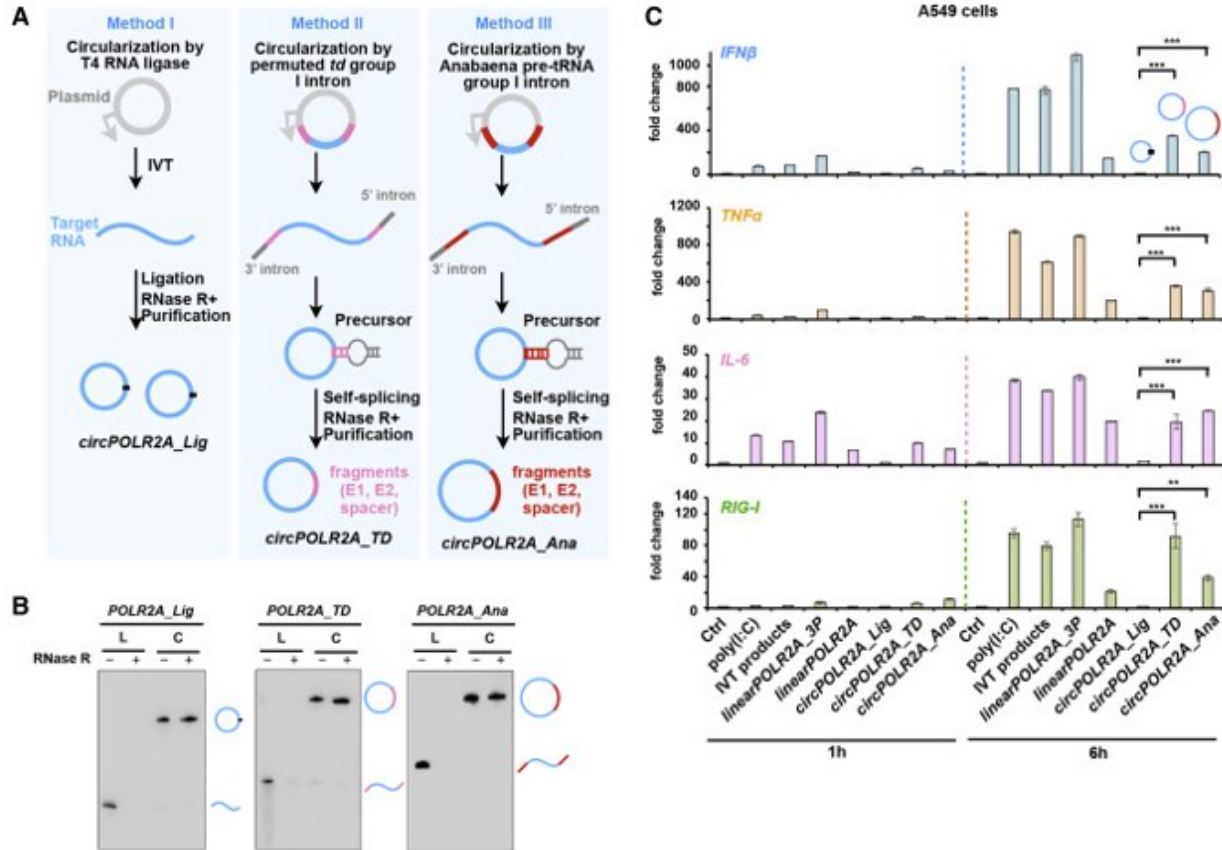 A
Method I
Circularization by
T4 RNA ligase
Plasmid
IVT
Target
RNA
Ligation
RNase R+
Purification
circPOLR2A_Lig
Method II
Circularization by
permuted td group
I intron
5' intron
3' intron
Precursor
Self-splicing
RNase R+
Purification
fragments
(E1, E2,
spacer)
circPOLR2A_TD
Method III
Circularization by
Anabaena pre-tRNA
group I intron
5' intron
3' intron
Precursor
Self-splicing
RNase R+
Purification
fragments
(E1, E2,
spacer)
circPOLR2A_Ana
B
POLR2A_Lig
L C
RNase R − + − +
POLR2A_TD
L C
− + − +
POLR2A_Ana
L C
− + − +
C
A549 cells
IFNβ
fold change
1000
800
400
0
***
***
TNFα
fold change
1200
800
400
0
***
***
IL-6
fold change
50
40
30
20
10
0
***
***
RIG-I
fold change
140
120
80
40
0
**
***
Ctrl
poly(I:C)
IVT products
linearPOLR2A_3P
linearPOLR2A
circPOLR2A_Lig
circPOLR2A_TD
circPOLR2A_Ana
Ctrl
poly(I:C)
IVT products
linearPOLR2A_3P
linearPOLR2A
circPOLR2A_Lig
circPOLR2A_TD
circPOLR2A_Ana
1h
6h